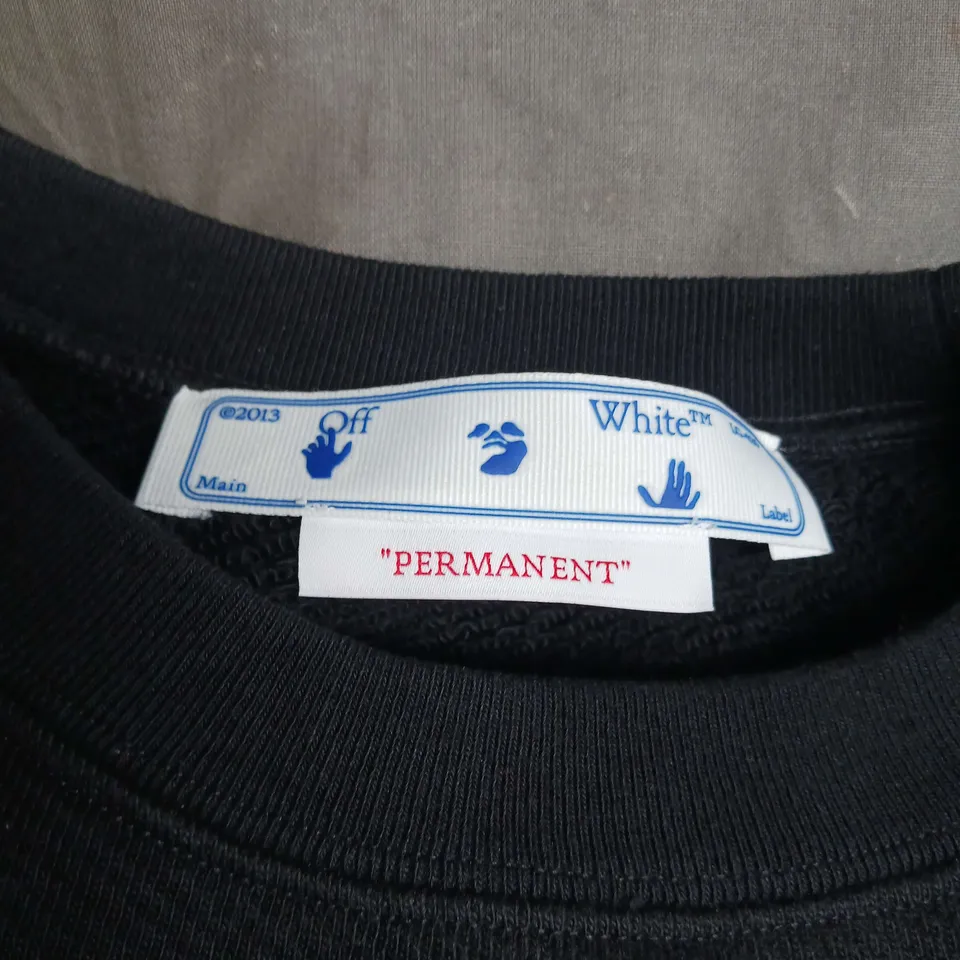 ©2013 Off White™
Main Label
"PERMANENT"